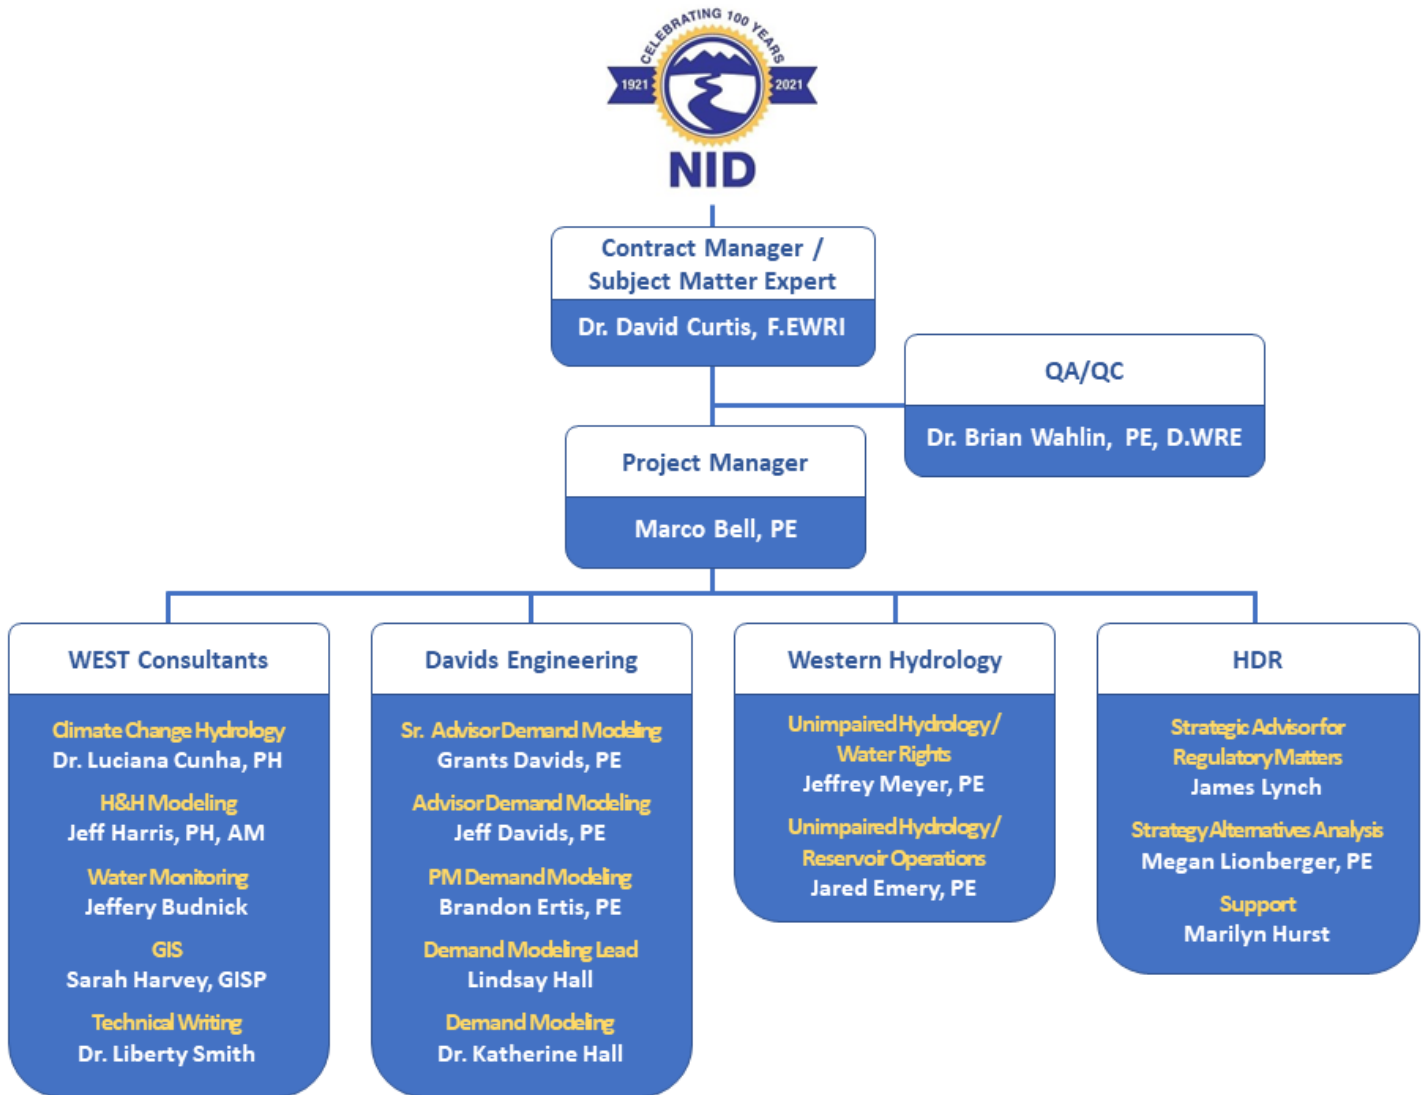 CELEBRATING 100 YEARS
1921
2021
NID
Contract Manager /
Subject Matter Expert
Dr. David Curtis, F.EWRI
QA/QC
Dr. Brian Wahlin, PE, D.WRE
Project Manager
Marco Bell, PE
WEST Consultants
Climate Change Hydrology
Dr. Luciana Cunha, PH
H&H Modeling
Jeff Harris, PH, AM
Water Monitoring
Jeffery Budnick
GIS
Sarah Harvey, GISP
Technical Writing
Dr. Liberty Smith
Davids Engineering
Sr. Advisor Demand Modeling
Grants Davids, PE
Advisor Demand Modeling
Jeff Davids, PE
PM Demand Modeling
Brandon Ertis, PE
Demand Modeling Lead
Lindsay Hall
Demand Modeling
Dr. Katherine Hall
Western Hydrology
Unimpaired Hydrology /
Water Rights
Jeffrey Meyer, PE
Unimpaired Hydrology /
Reservoir Operations
Jared Emery, PE
HDR
Strategic Advisor for
Regulatory Matters
James Lynch
Strategy Alternatives Analysis
Megan Lionberger, PE
Support
Marilyn Hurst